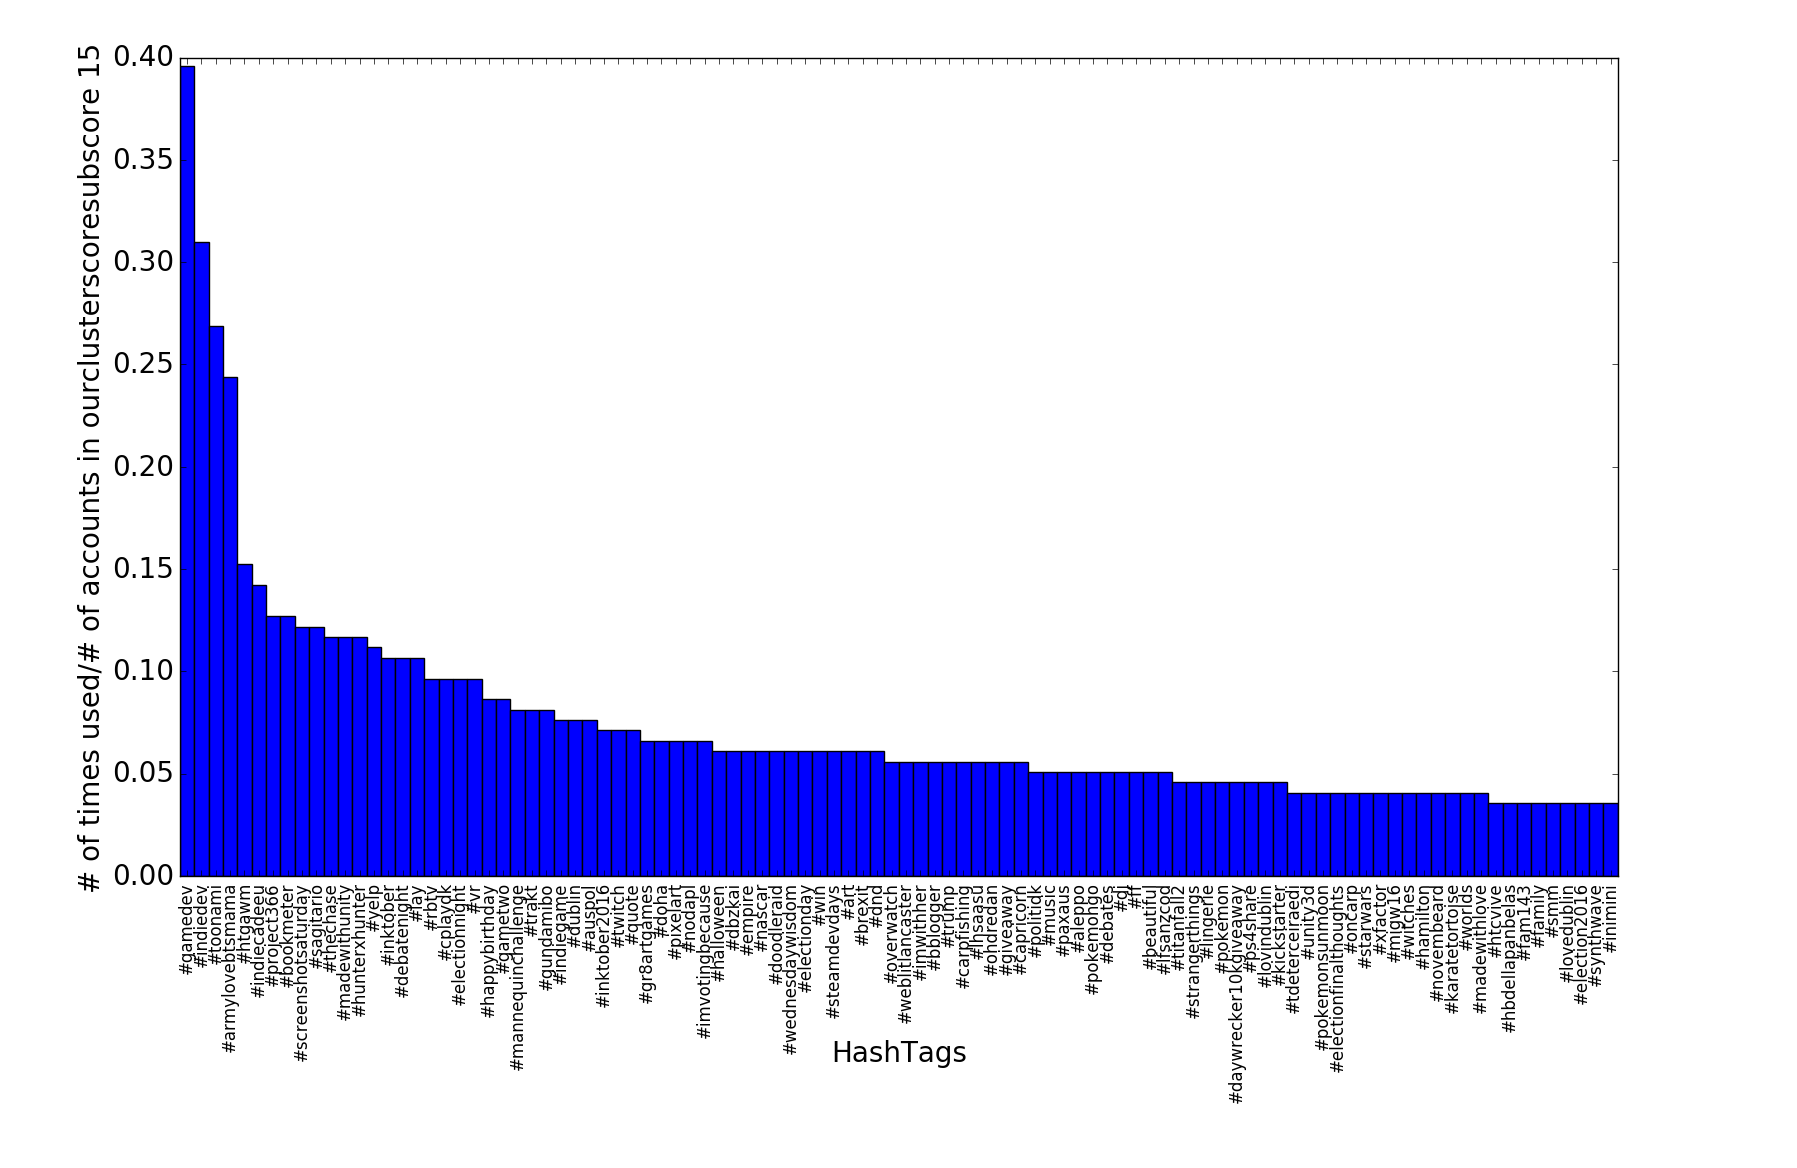 # of times used/# of accounts in ourclusterscoresubscore 15
0.40
0.35
0.30
0.25
0.20
0.15
0.10
0.05
0.00
#gamedev
#indiedev
#toonami
#armylovebtsmama
#htgawm
#indiecadeeu
#project366
#bookmeter
#screenshotsaturday
#sagitario
#thechase
#madewithunity
#hunterxhunter
#yelp
#inktober
#debatenight
#lay
#rbty
#cplaydk
#electionnight
#vr
#happybirthday
#gametwo
#mannequinchallenge
#trakt
#gundamibo
#indiegame
#dublin
#auspol
#inktober2016
#twitch
#quote
#gr8artgames
#doha
#pixelart
#nodapl
#imvotingbecause
#halloween
#dbzkai
#empire
#nascar
#doodleraid
#wednesdaywisdom
#electionday
#win
#steamdevdays
#art
#brexit
#dnd
#overwatch
#weblitlancaster
#imwithher
#bblogger
#trump
#carpfishing
#lhsaasu
#ohdredan
#giveaway
#capricorn
#politidk
#music
#paxaus
#aleppo
#pokemongo
#debates
#dj
#ff
#beautiful
#lfsanzcod
#titanfall2
#strangerthings
#lingerie
#pokemon
#daywrecker10kgiveaway
#ps4share
#lovindublin
#kickstarter
#tdeterceiraedi
#unity3d
#pokemonsunmoon
#electionfinalthoughts
#oncarp
#starwars
#xfactor
#migw16
#witches
#hamilton
#novembeard
#karatetortoise
#worlds
#madewithlove
#htcvive
#hbdellapanbelas
#fam143
#family
#smm
#lovedublin
#election2016
#synthwave
#inimini
HashTags